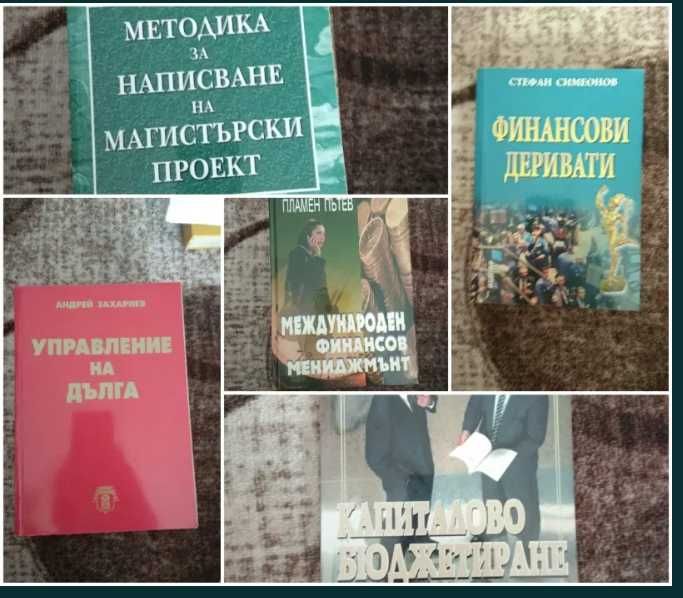 МЕТОДИКА
ЗА
НАПИСВАНЕ
НА
МАГИСТЪРСКИ
ПРОЕКТ
СТЕФАН СИМЕОНОВ
ФИНАНСОВИ
ДЕРИВАТИ
АНДРЕЙ ЗАХАРИЕВ
УПРАВЛЕНИЕ
НА
ДЪЛГА
ПЛАМЕН ПЪТЕВ
МЕЖДУНАРОДЕН
ФИНАНСОВ
МЕНИДЖМЪНТ
КАПИТАЛОВО
БЮДЖЕТИРАНЕ